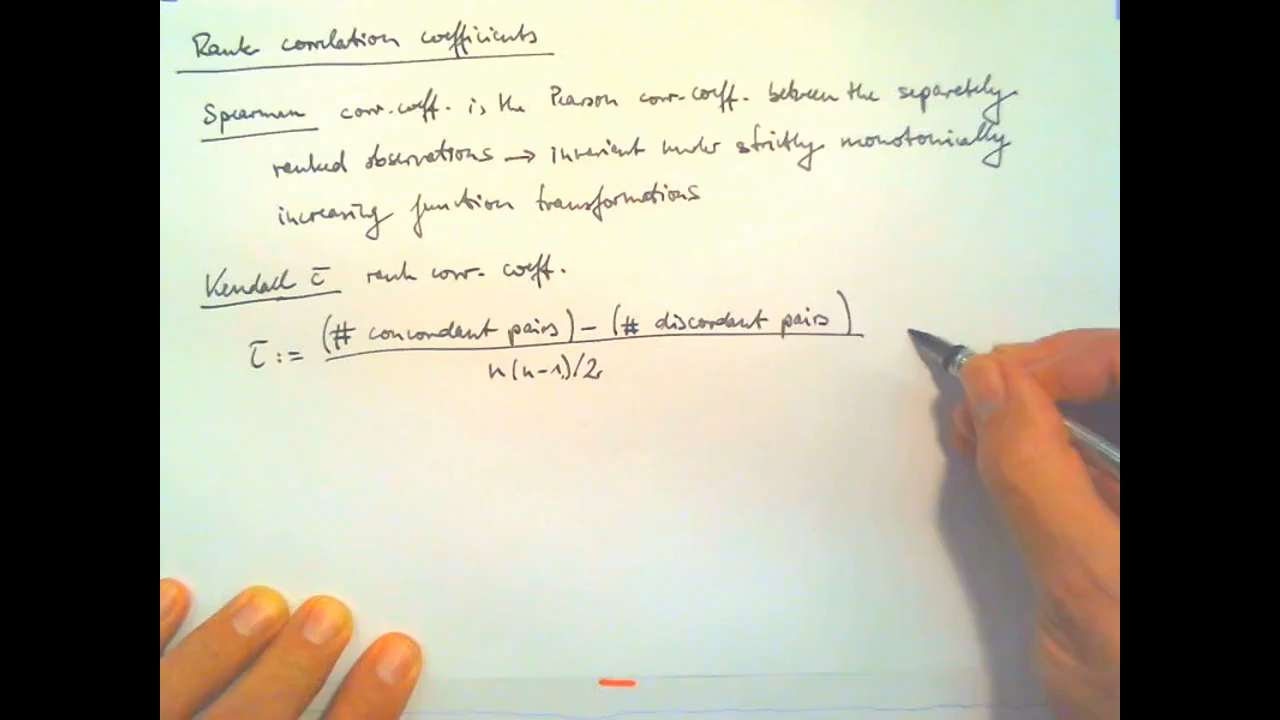 Rank correlation coefficients
Spearman corr.coeff. is the Pearson corr.coeff. between the separetely
ranked observations → invariant under strictly monotonically
increasing function transformations
Kendall τ rank corr. coeff.
τ := (# concordant pairs) - (# discordant pairs)
n(n-1)/2